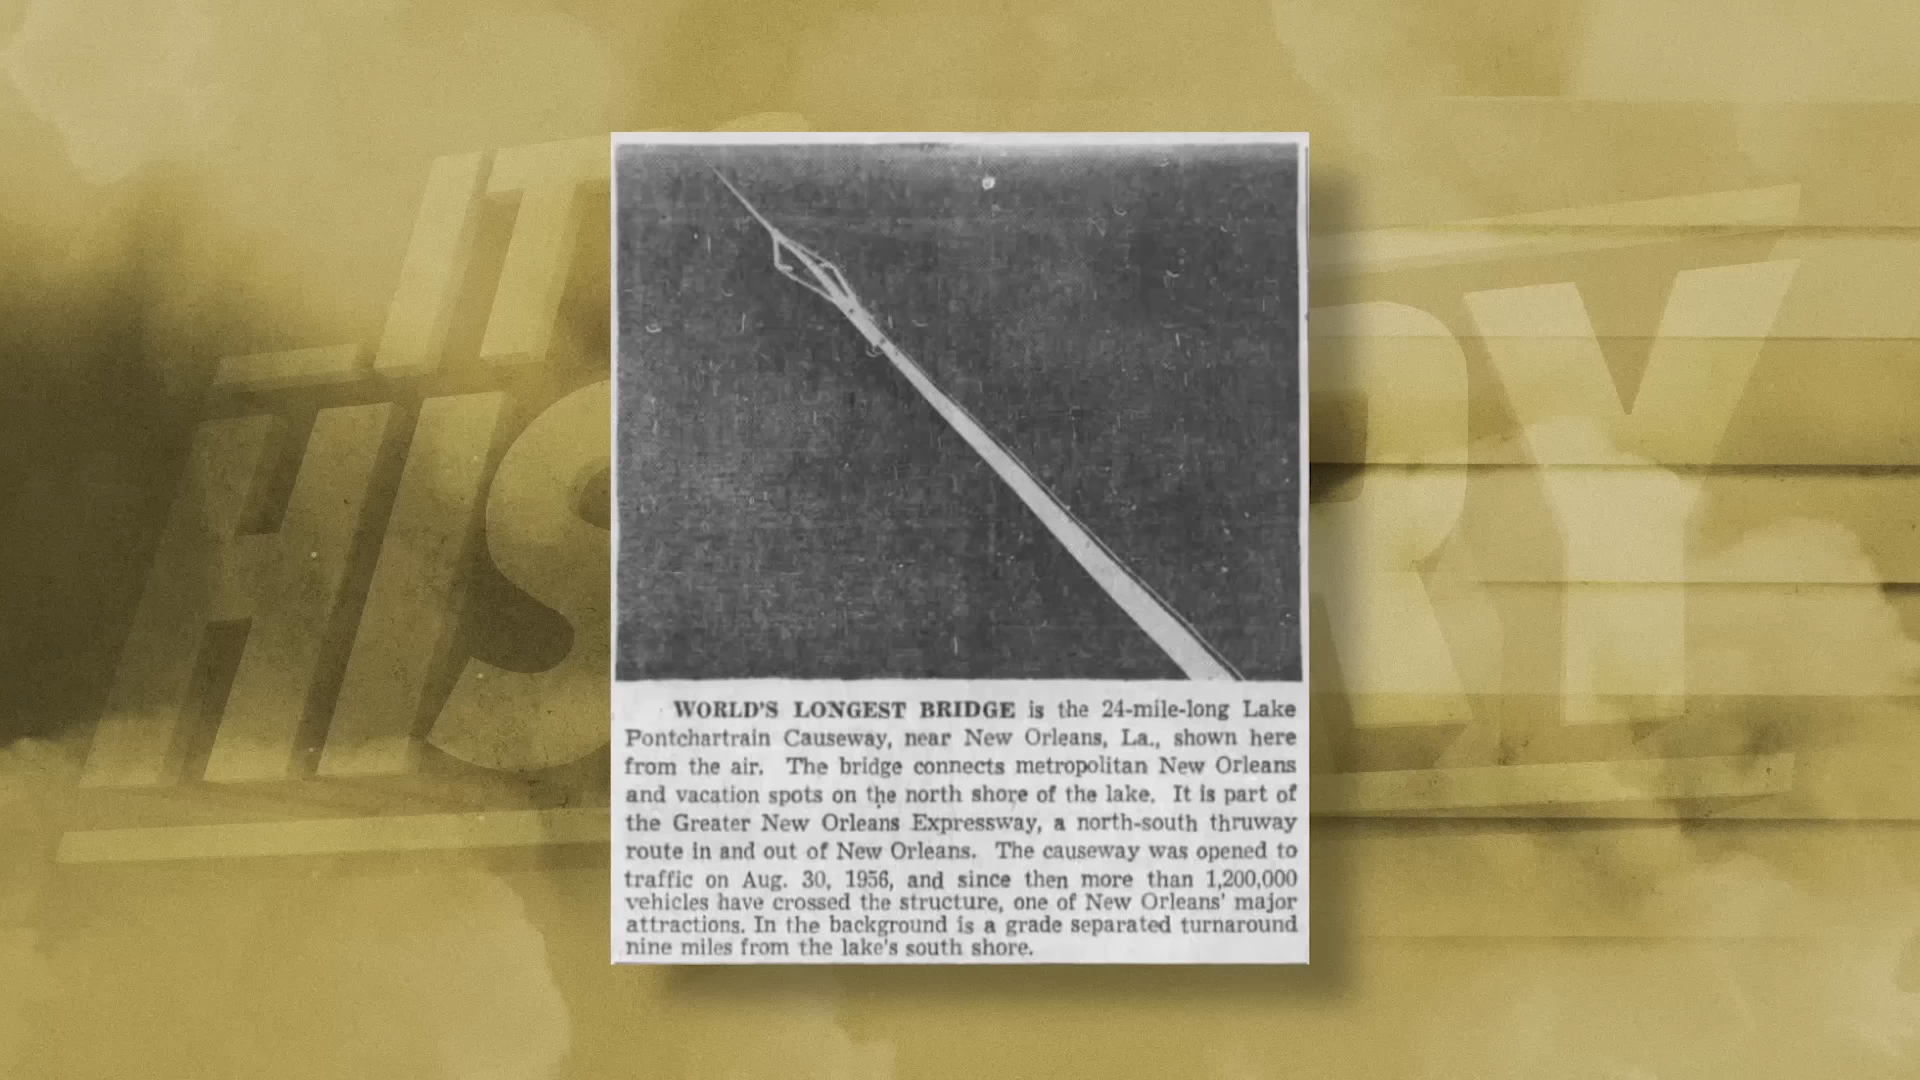 IT'S
HISTORY
WORLD'S LONGEST BRIDGE is the 24-mile-long Lake
Pontchartrain Causeway, near New Orleans, La., shown here
from the air. The bridge connects metropolitan New Orleans
and vacation spots on the north shore of the lake. It is part of
the Greater New Orleans Expressway, a north-south thruway
route in and out of New Orleans. The causeway was opened to
traffic on Aug. 30, 1956, and since then more than 1,200,000
vehicles have crossed the structure, one of New Orleans' major
attractions. In the background is a grade separated turnaround
nine miles from the lake's south shore.